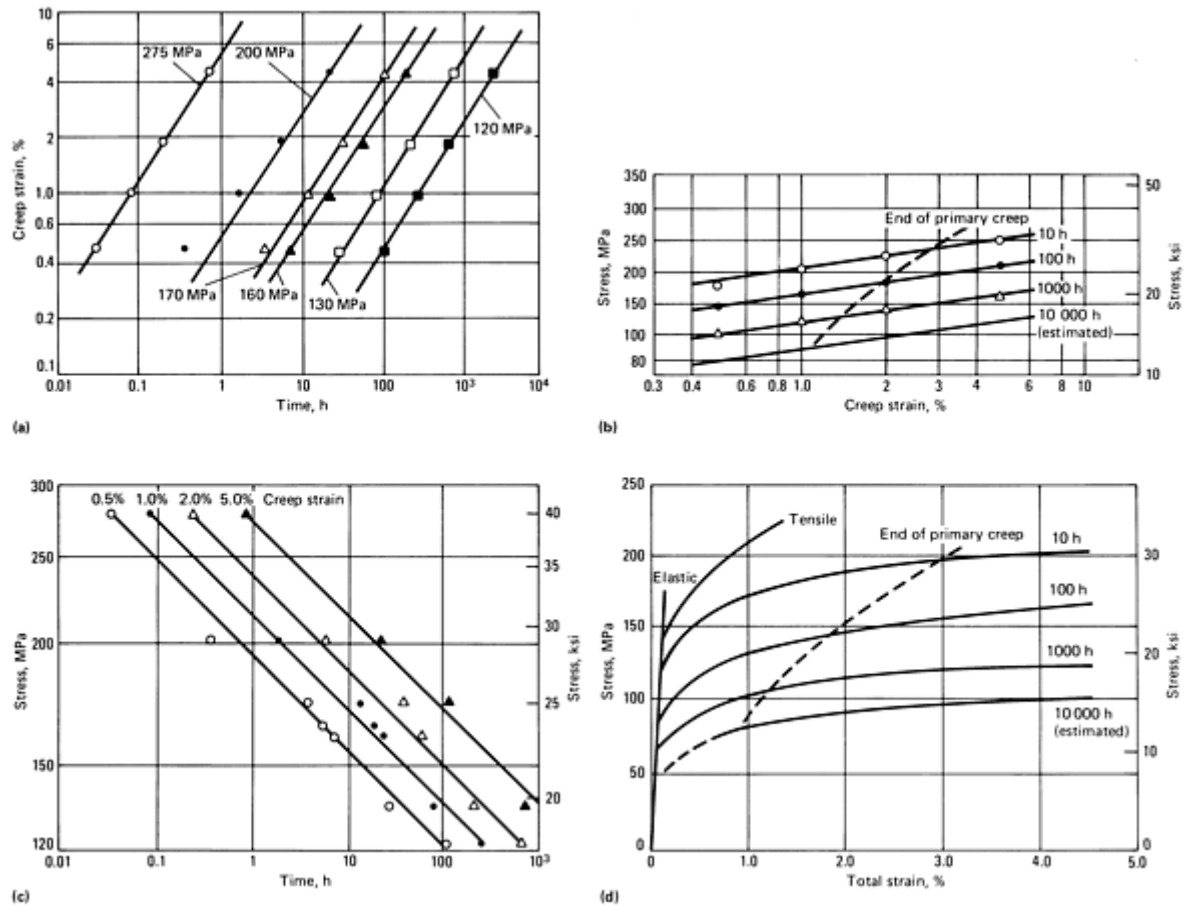 10
6
4
2
1.0
0.6
0.4
0.2
0.1
Creep strain, %
275 MPa
200 MPa
120 MPa
170 MPa
160 MPa
130 MPa
0.01 0.1 1 10 100 10³ 10⁴
Time, h
(a)
350
300
250
200
150
100
80
Stress, MPa
50
20
10
Stress, ksi
End of primary creep
10 h
100 h
1000 h
10 000 h
(estimated)
0.3 0.4 0.6 0.8 1.0 2 3 4 6 8 10
Creep strain, %
(b)
300
250
200
150
120
Stress, MPa
0.5% 1.0% 2.0% 5.0% Creep strain
40
35
30
25
20
Stress, ksi
0.01 0.1 1 10 100 10³
Time, h
(c)
250
200
150
100
50
0
Stress, MPa
Tensile
End of primary creep
Elastic
10 h
100 h
1000 h
10 000 h
(estimated)
30
20
10
0
Stress, ksi
0 1.0 2.0 3.0 4.0 5.0
Total strain, %
(d)